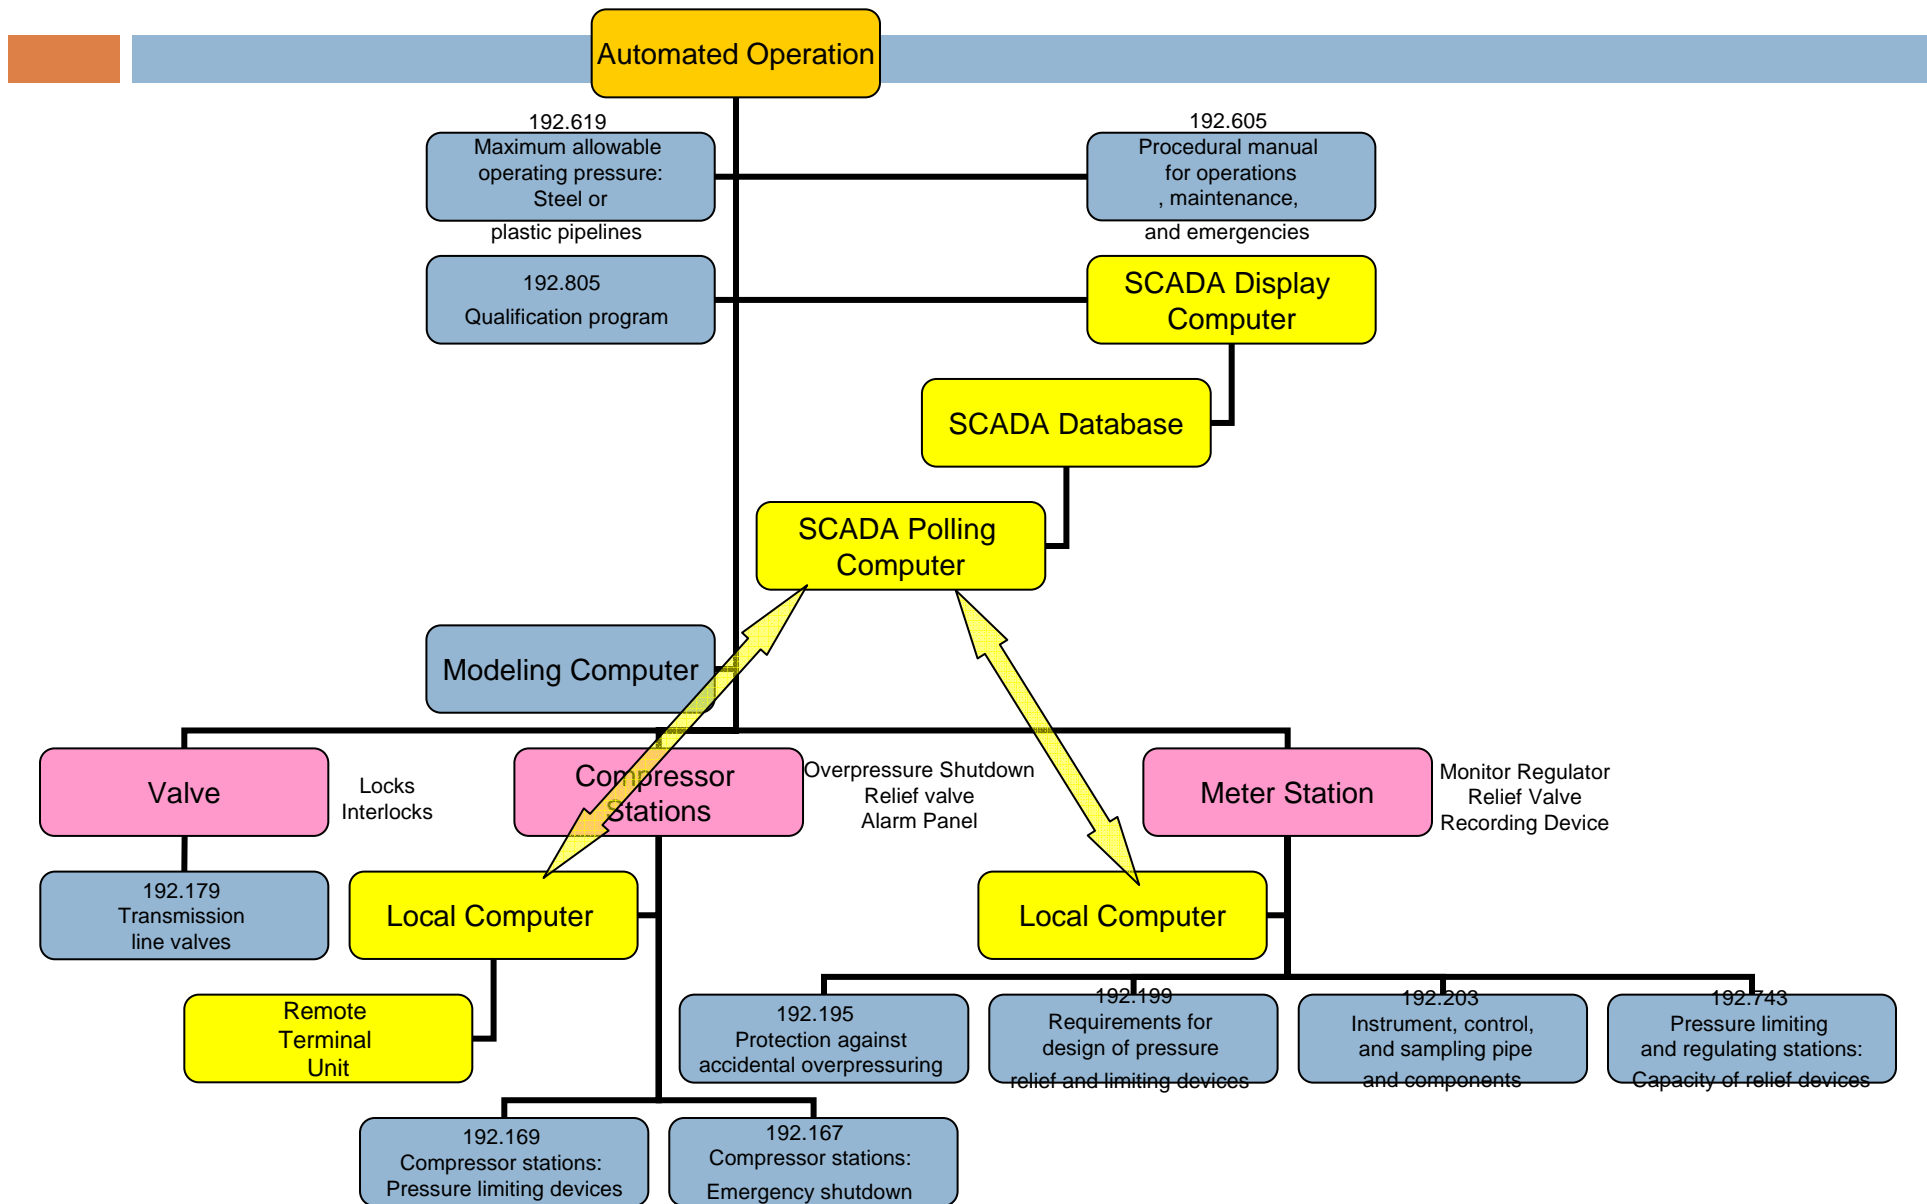 Automated Operation
192.619
Maximum allowable
operating pressure:
Steel or
plastic pipelines
192.605
Procedural manual
for operations
, maintenance,
and emergencies
192.805
Qualification program
SCADA Display
Computer
SCADA Database
SCADA Polling
Computer
Modeling Computer
Valve
Locks
Interlocks
Compressor
Stations
Overpressure Shutdown
Relief valve
Alarm Panel
Meter Station
Monitor Regulator
Relief Valve
Recording Device
192.179
Transmission
line valves
Local Computer
Local Computer
Remote
Terminal
Unit
192.195
Protection against
accidental overpressuring
192.199
Requirements for
design of pressure
relief and limiting devices
192.203
Instrument, control,
and sampling pipe
and components
192.743
Pressure limiting
and regulating stations:
Capacity of relief devices
192.169
Compressor stations:
Pressure limiting devices
192.167
Compressor stations:
Emergency shutdown